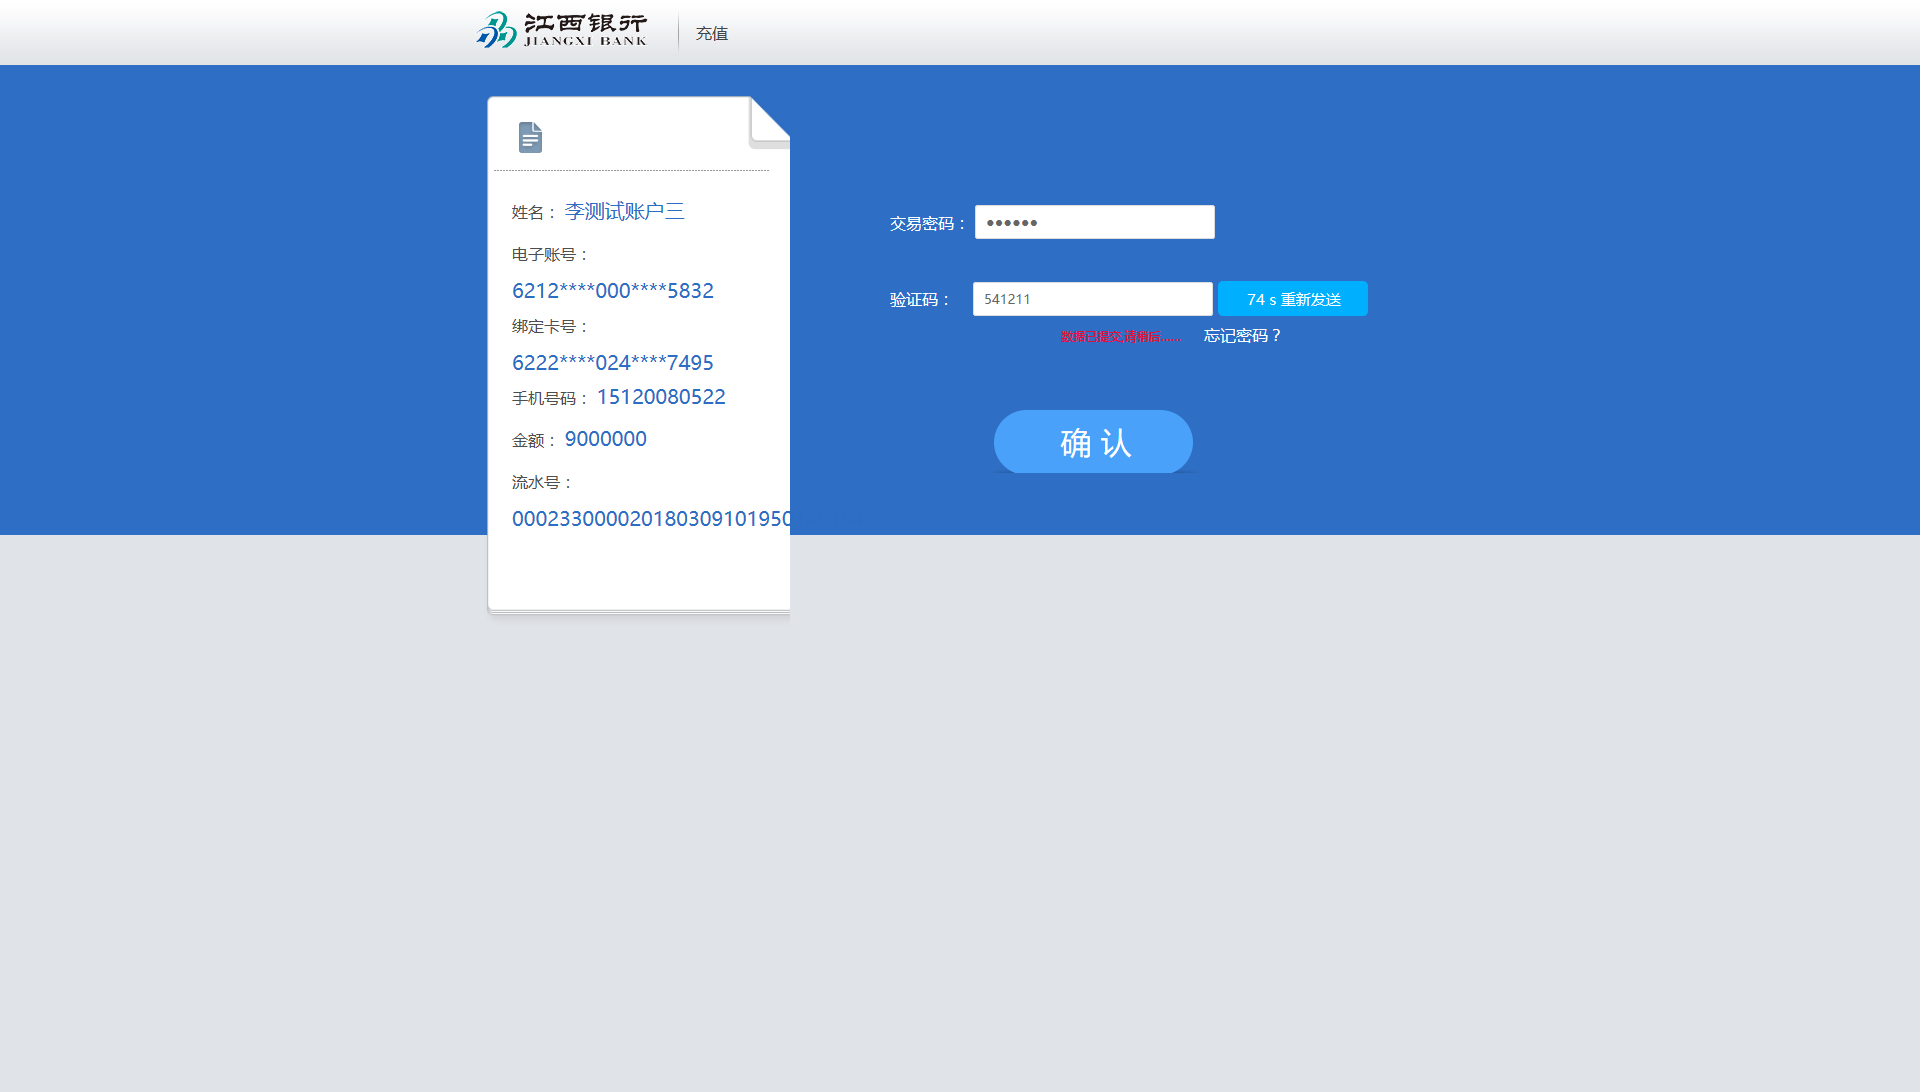 江西银行
JIANGXI BANK
充值
姓名： 李测试账户三
电子账号：
6212****000****5832
绑定卡号：
6222****024****7495
手机号码： 15120080522
金额： 9000000
流水号：
000233000020180309101950
交易密码： ●●●●●●
验证码： 541211 74 s 重新发送
数据已提交,请稍后...... 忘记密码？
确 认